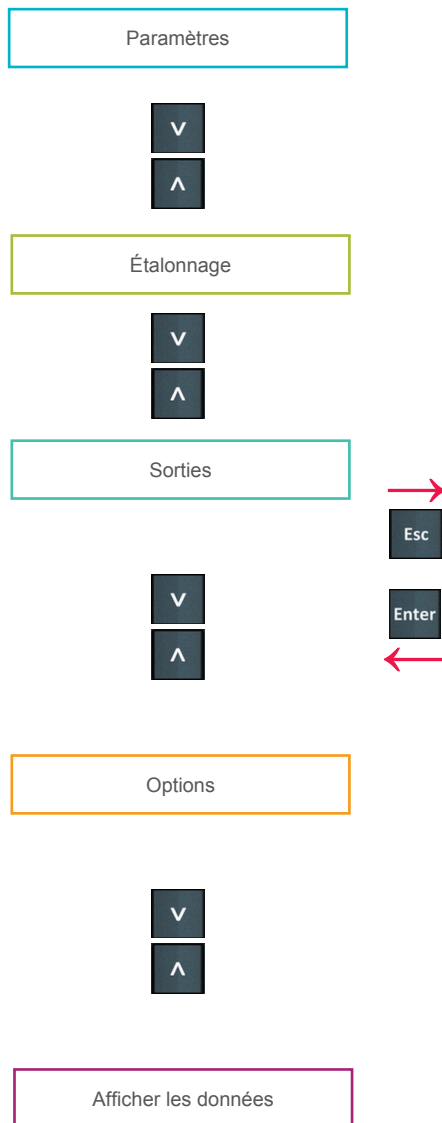 Paramètres
v
ʌ
Étalonnage
v
ʌ
Sorties
Esc
v
Enter
ʌ
Options
v
ʌ
Afficher les données